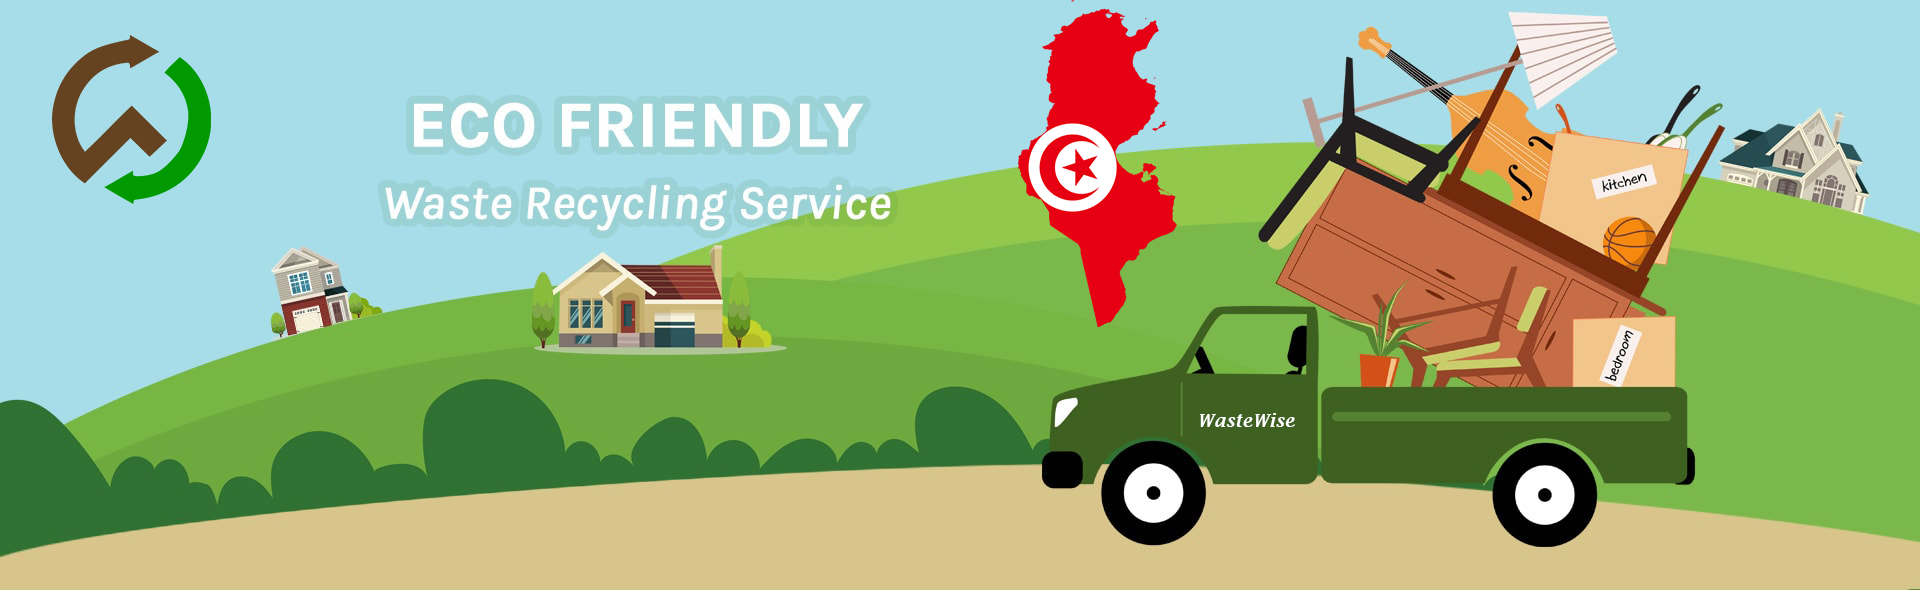 ECO FRIENDLY
Waste Recycling Service
kitchen
bedroom
WasteWise